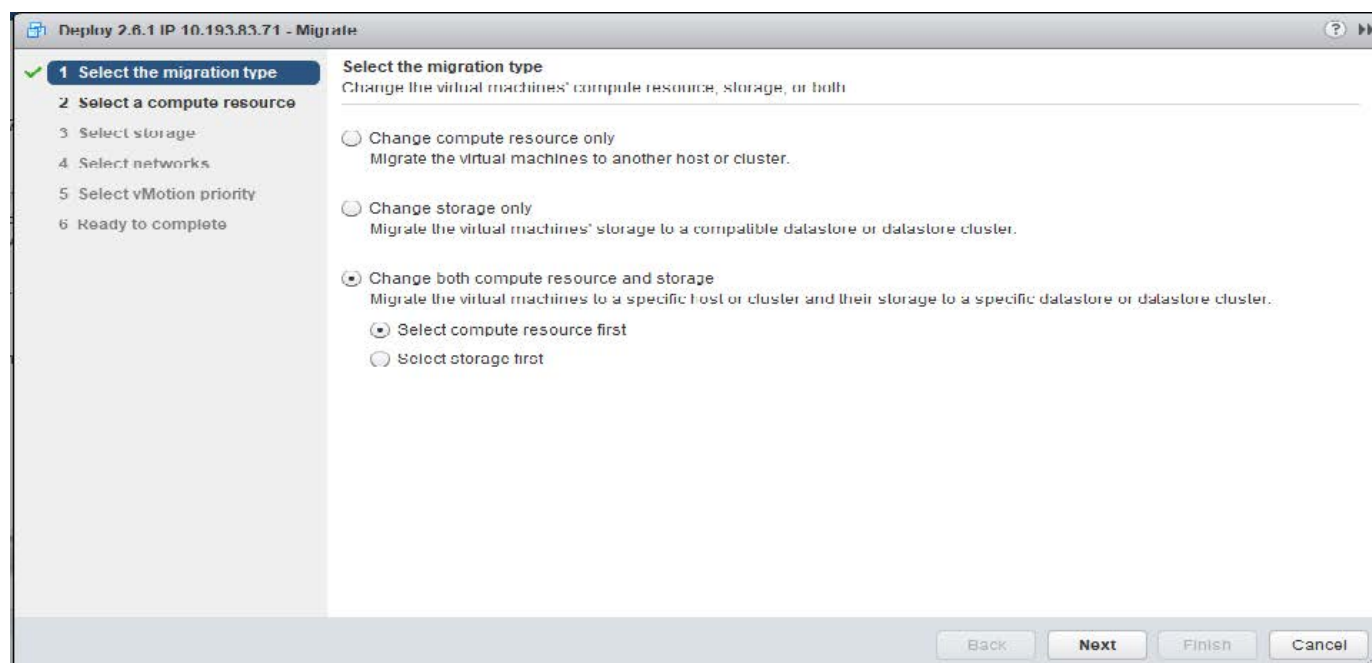 Deploy 2.6.1 IP 10.193.83.71 - Migrate
?
1 Select the migration type
2 Select a compute resource
3 Select storage
4 Select networks
5 Select vMotion priority
6 Ready to complete
Select the migration type
Change the virtual machines' compute resource, storage, or both
Change compute resource only
Migrate the virtual machines to another host or cluster.
Change storage only
Migrate the virtual machines' storage to a compatible datastore or datastore cluster.
Change both compute resource and storage
Migrate the virtual machines to a specific host or cluster and their storage to a specific datastore or datastore cluster.
Select compute resource first
Select storage first
Back Next Finish Cancel